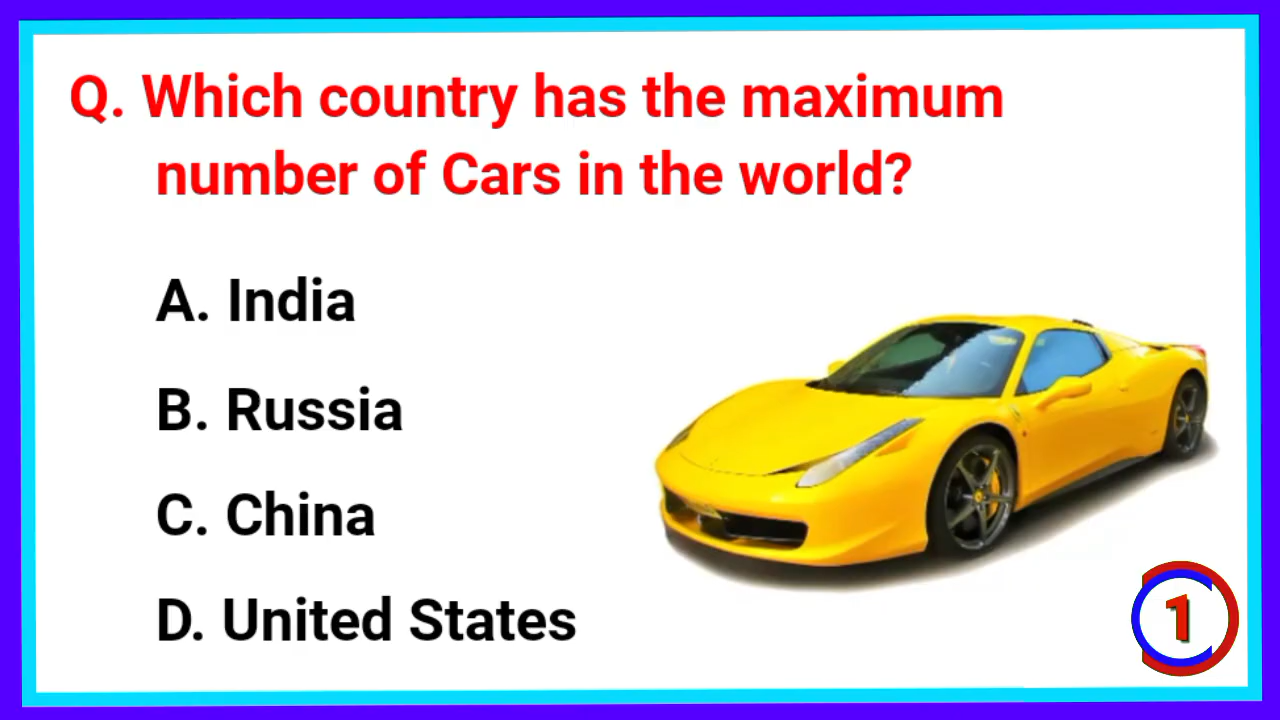 Q. Which country has the maximum
number of Cars in the world?
A. India
B. Russia
C. China
D. United States
1